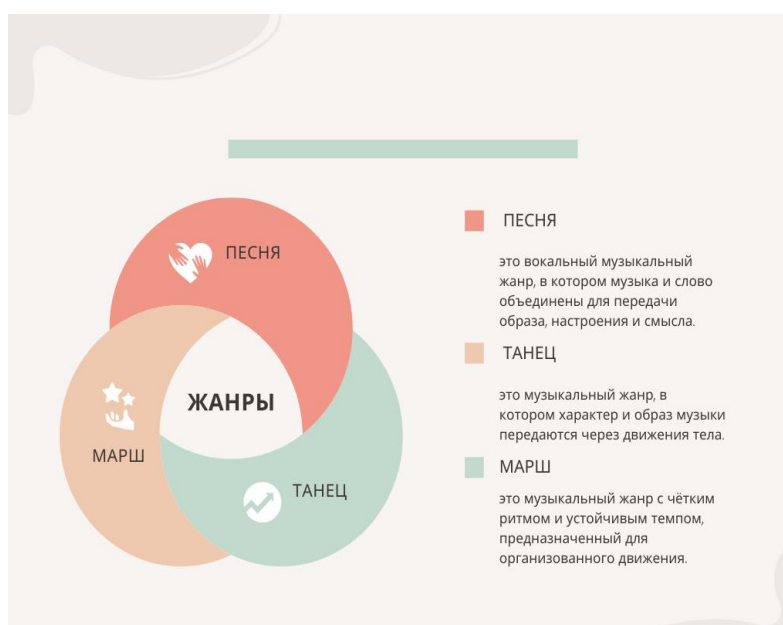 ПЕСНЯ
ЖАНРЫ
МАРШ
ТАНЕЦ
ПЕСНЯ
это вокальный музыкальный
жанр, в котором музыка и слово
объединены для передачи
образа, настроения и смысла.
ТАНЕЦ
это музыкальный жанр, в
котором характер и образ музыки
передаются через движения тела.
МАРШ
это музыкальный жанр с чётким
ритмом и устойчивым темпом,
предназначенный для
организованного движения.